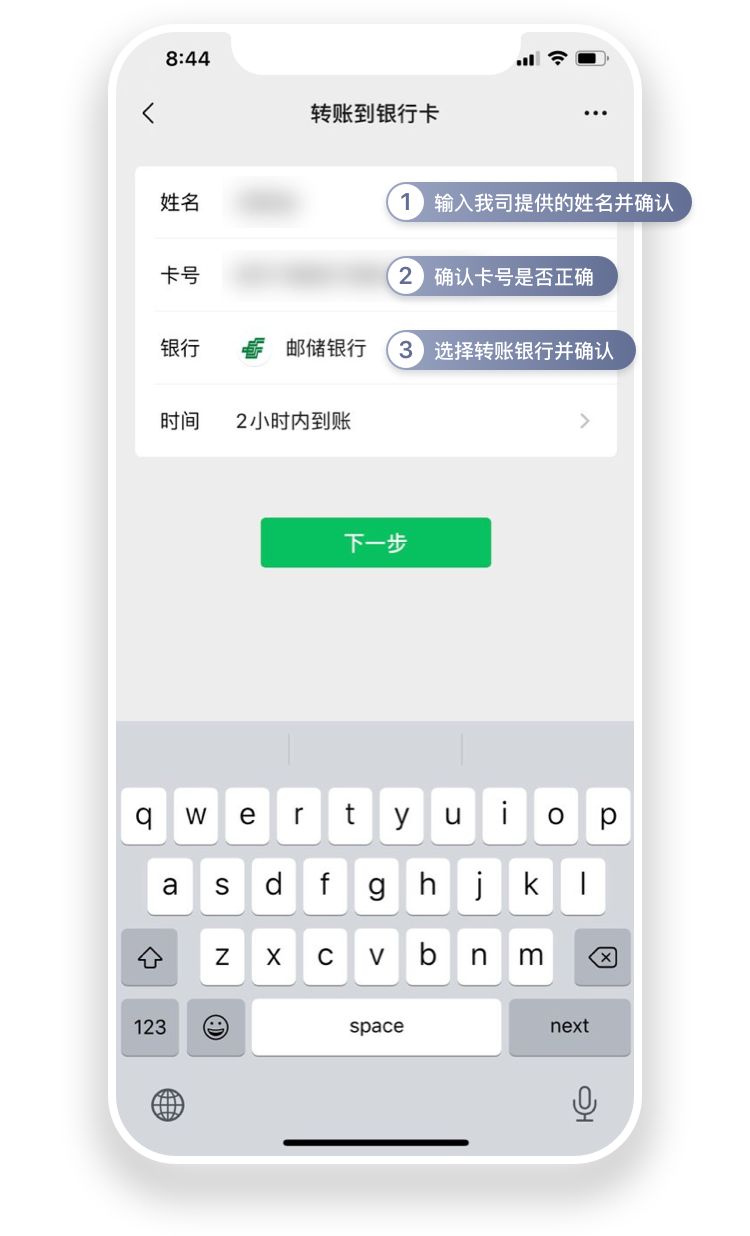 8:44
转账到银行卡
姓名
1 输入我司提供的姓名并确认
卡号
2 确认卡号是否正确
银行 邮储银行
3 选择转账银行并确认
时间 2小时内到账
下一步
q w e r t y u i o p
a s d f g h j k l
z x c v b n m
123 space next